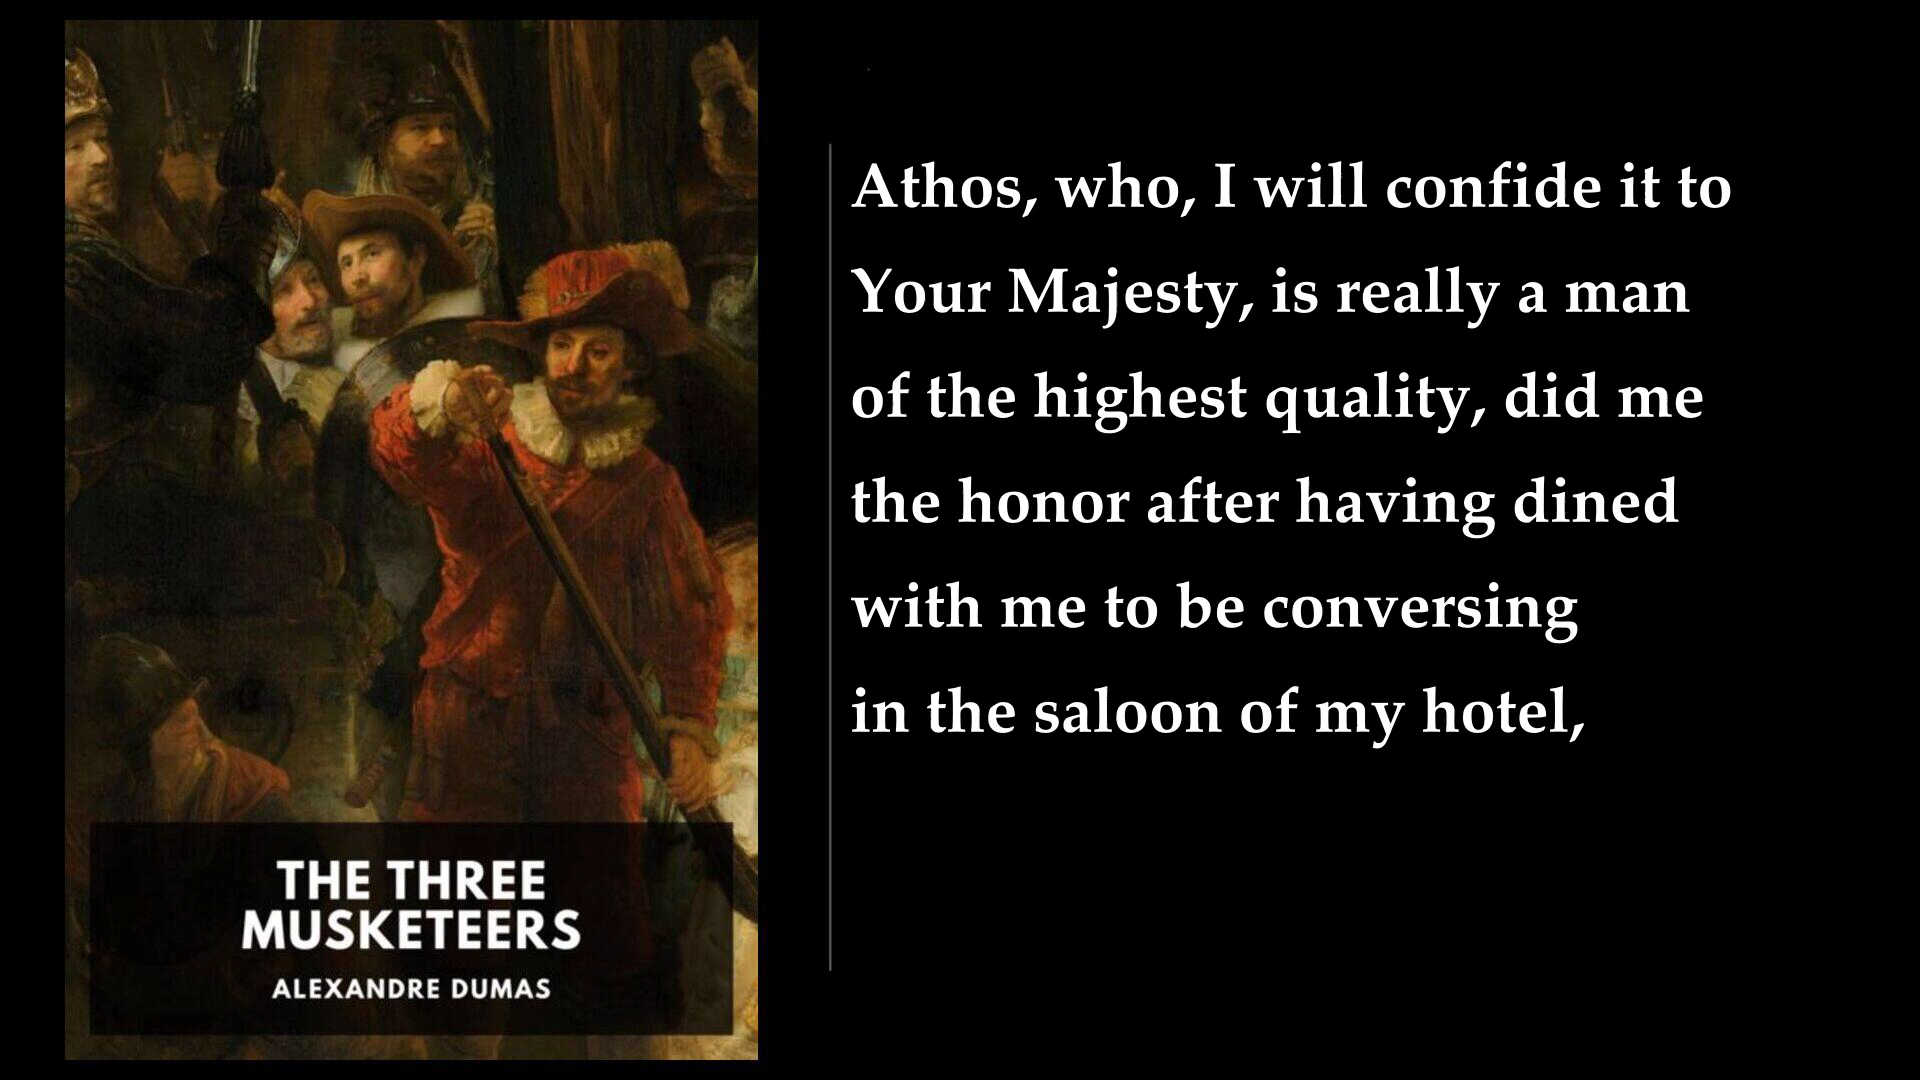 THE THREE
MUSKETEERS
ALEXANDRE DUMAS
Athos, who, I will confide it to
Your Majesty, is really a man
of the highest quality, did me
the honor after having dined
with me to be conversing
in the saloon of my hotel,